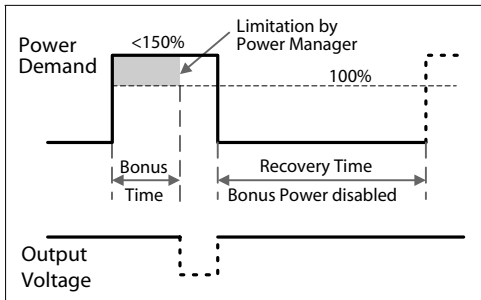 <150%
Limitation by
Power Manager
Power
Demand
100%
Bonus
Time
Recovery Time
Bonus Power disabled
Output
Voltage